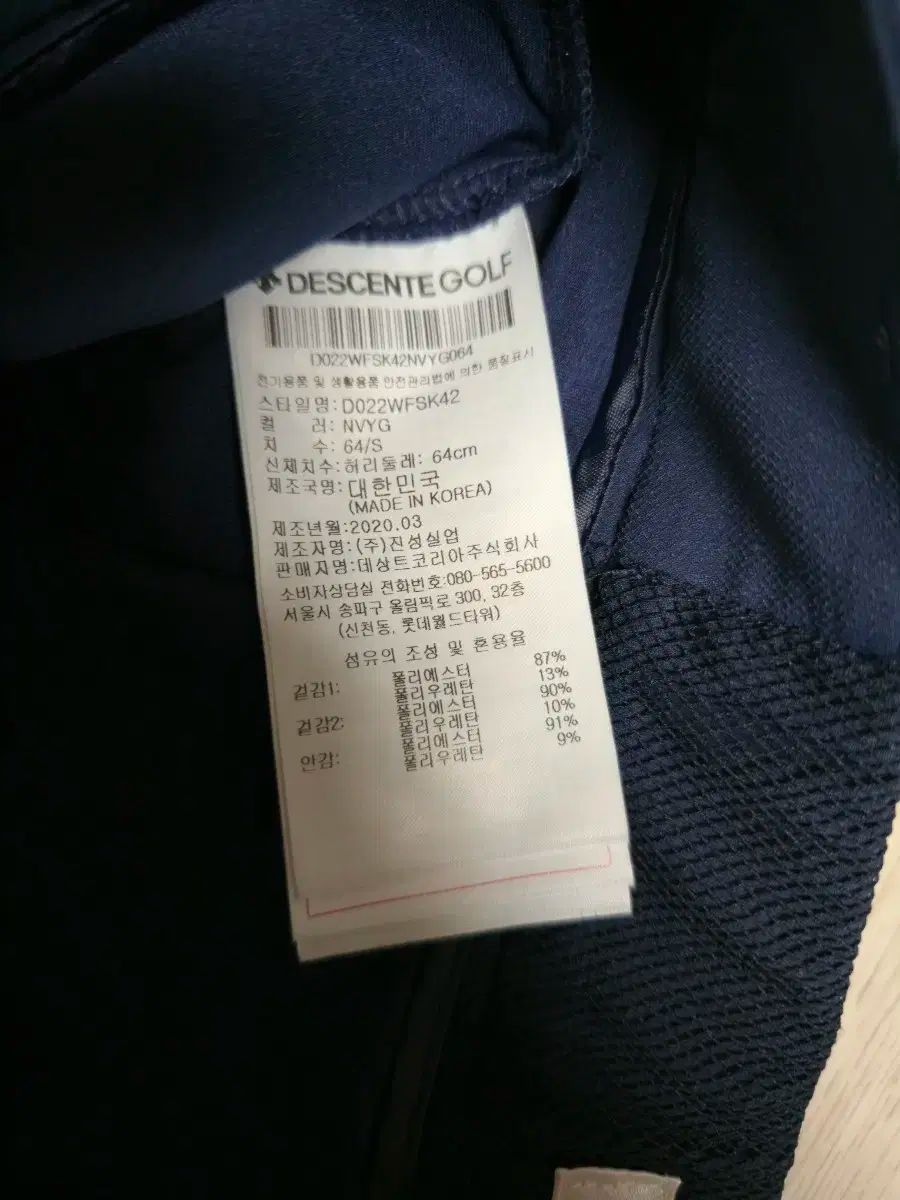 DESCENTE GOLF
D022WFSK42NVYG064
전기용품 및 생활용품 안전관리법에 의한 품질표시
스타일명: D022WFSK42
컬 러: NVYG
치 수: 64/S
신체치수: 허리둘레: 64cm
제조국명: 대한민국
(MADE IN KOREA)
제조년월: 2020.03
제조자명: (주)진성실업
판매자명: 데상트코리아주식회사
소비자상담실 전화번호: 080-565-5600
서울시 송파구 올림픽로 300, 32층
(신천동, 롯데월드타워)
섬유의 조성 및 혼용율
겉감1: 폴리에스터 87%
폴리우레탄 13%
겉감2: 폴리에스터 90%
폴리우레탄 10%
안감: 폴리에스터 91%
폴리우레탄 9%